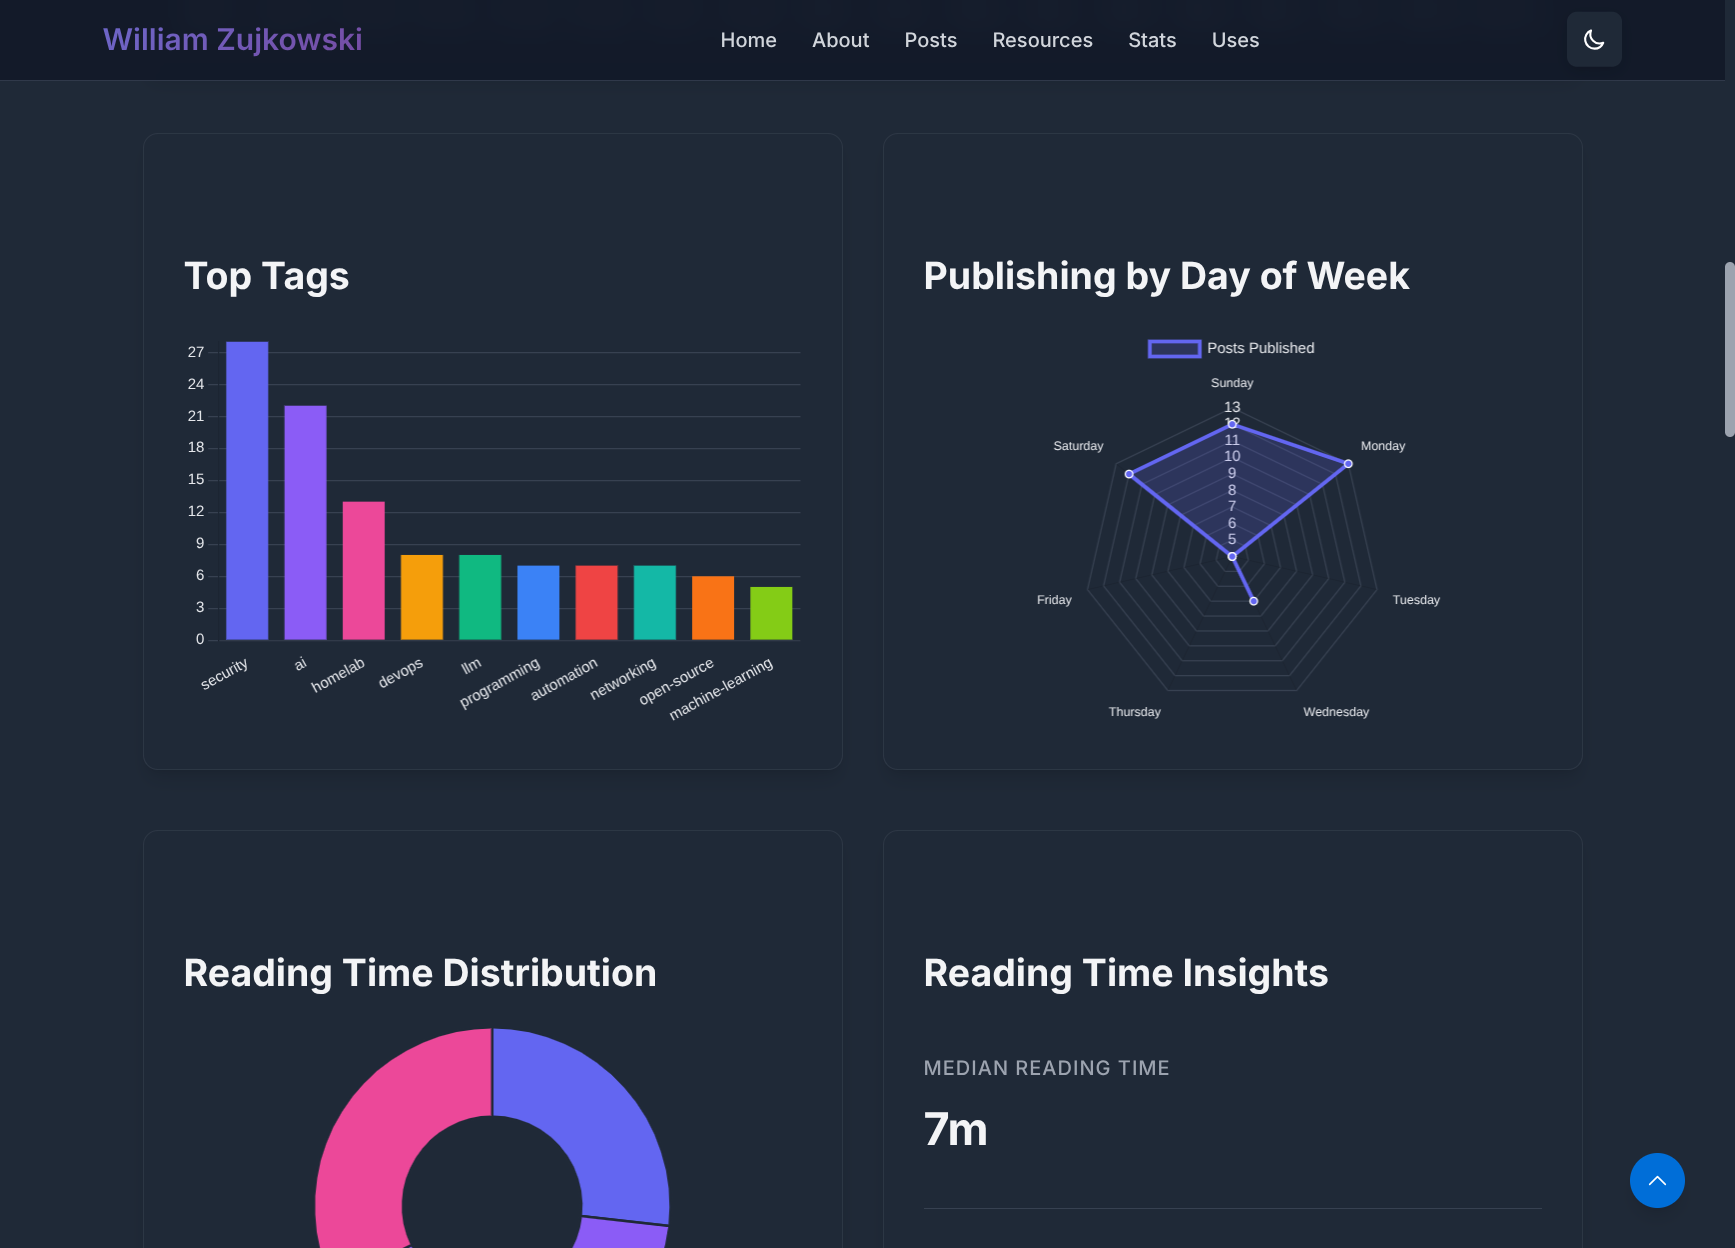 William Zujkowski
Home About Posts Resources Stats Uses
Top Tags
27
24
21
18
15
12
9
6
3
0
security ai homelab devops llm programming automation networking open-source machine-learning
Publishing by Day of Week
Posts Published
Sunday
13
12
11
10
9
8
7
6
5
Saturday Monday
Friday Tuesday
Thursday Wednesday
Reading Time Distribution
Reading Time Insights
MEDIAN READING TIME
7m